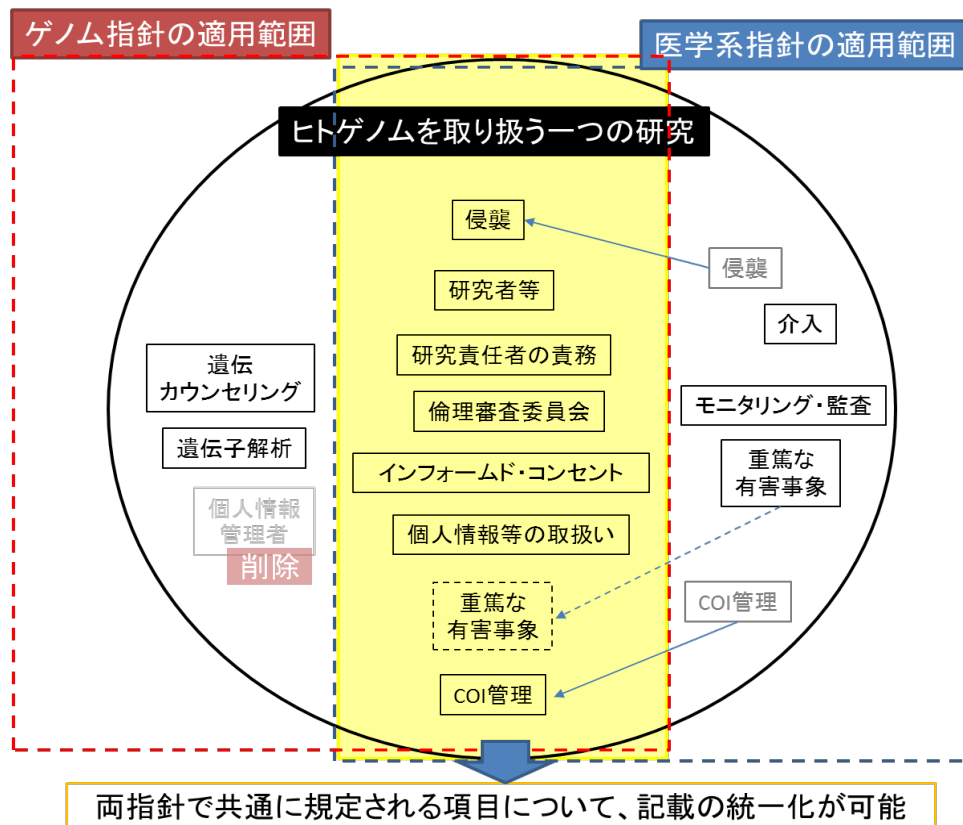 ゲノム指針の適用範囲
医学系指針の適用範囲
ヒトゲノムを取り扱う一つの研究
侵襲
侵襲
研究者等
介入
研究責任者の責務
遺伝
カウンセリング
倫理審査委員会
モニタリング・監査
遺伝子解析
インフォームド・コンセント
重篤な
有害事象
個人情報
管理者
削除
個人情報等の取扱い
重篤な
有害事象
COI管理
COI管理
両指針で共通に規定される項目について、記載の統一化が可能